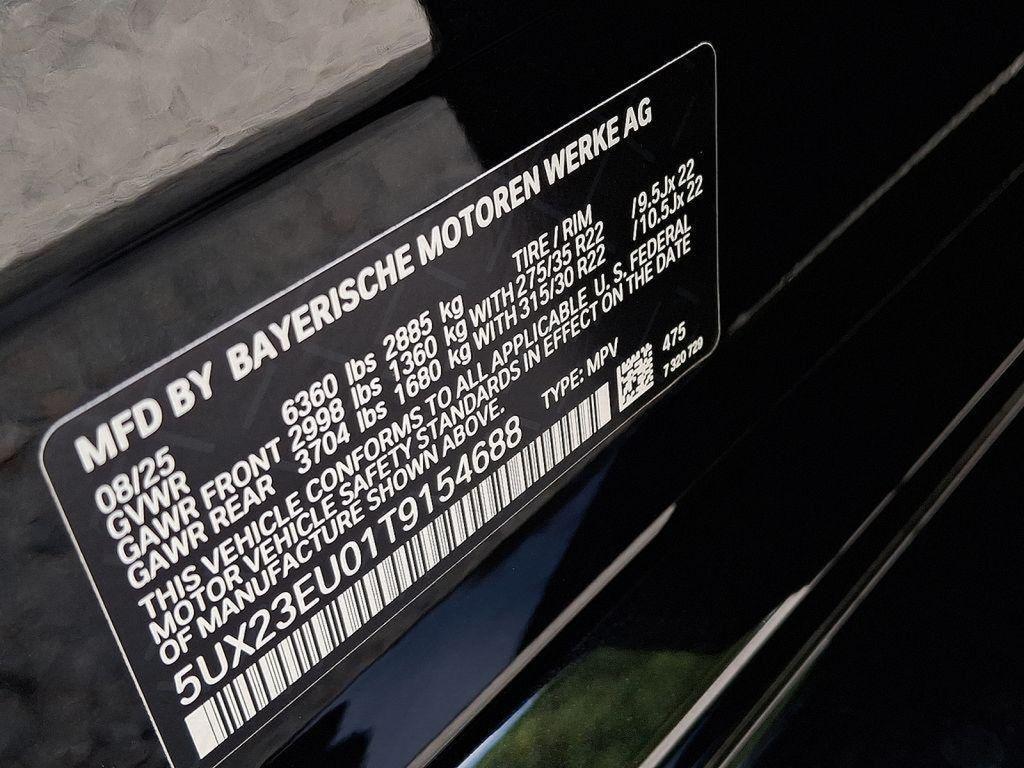 MFD BY BAYERISCHE MOTOREN WERKE AG
08/25
GVWR 6360 lbs 2885 kg TIRE / RIM
GAWR FRONT 2998 lbs 1360 kg WITH 275/35 R22 /9.5Jx 22
GAWR REAR 3704 lbs 1680 kg WITH 315/30 R22 /10.5Jx 22
THIS VEHICLE CONFORMS TO ALL APPLICABLE U. S. FEDERAL
MOTOR VEHICLE SAFETY STANDARDS IN EFFECT ON THE DATE
OF MANUFACTURE SHOWN ABOVE.
5UX23EU01T9154688 TYPE: MPV
475
7 320 729